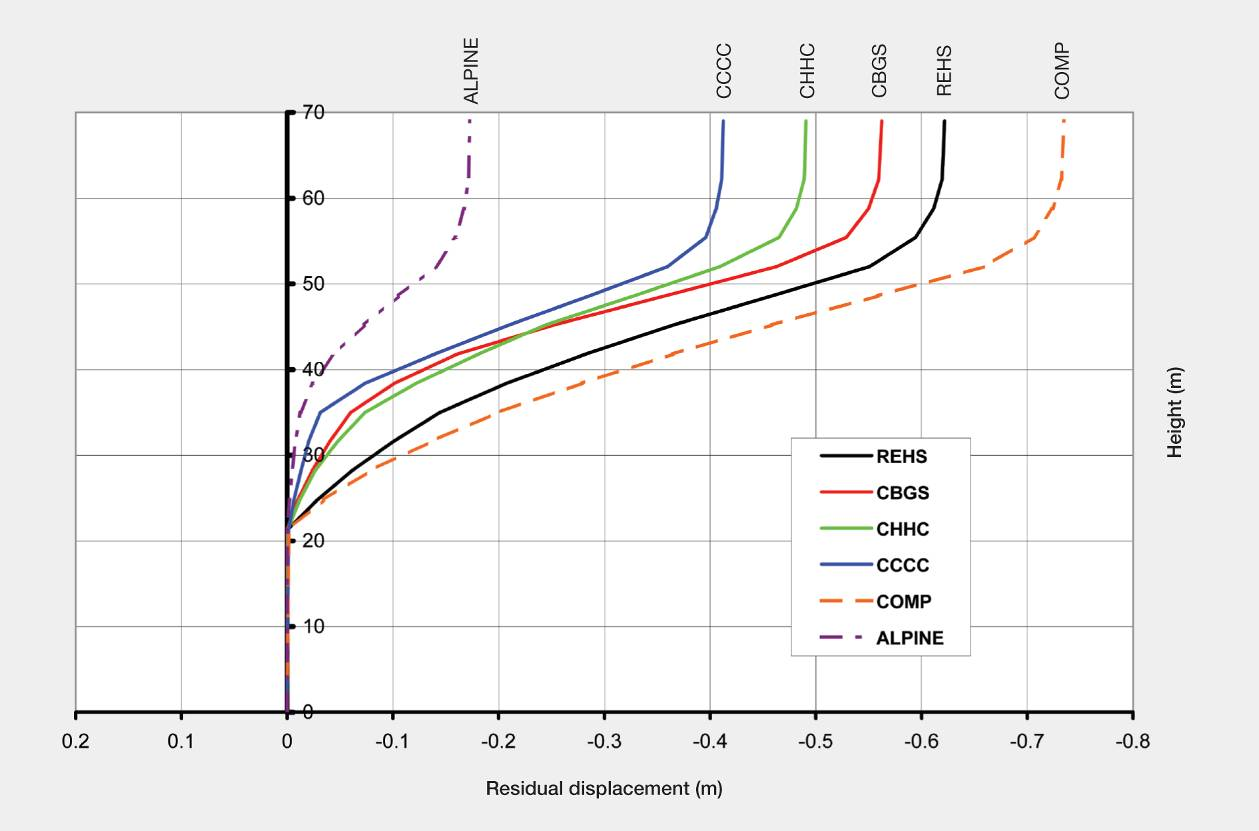 ALPINE
CCCC
CHHC
CBGS
REHS
COMP
70
60
50
40
30
20
10
0
Height (m)
REHS
CBGS
CHHC
CCCC
COMP
ALPINE
0.2 0.1 0 -0.1 -0.2 -0.3 -0.4 -0.5 -0.6 -0.7 -0.8
Residual displacement (m)